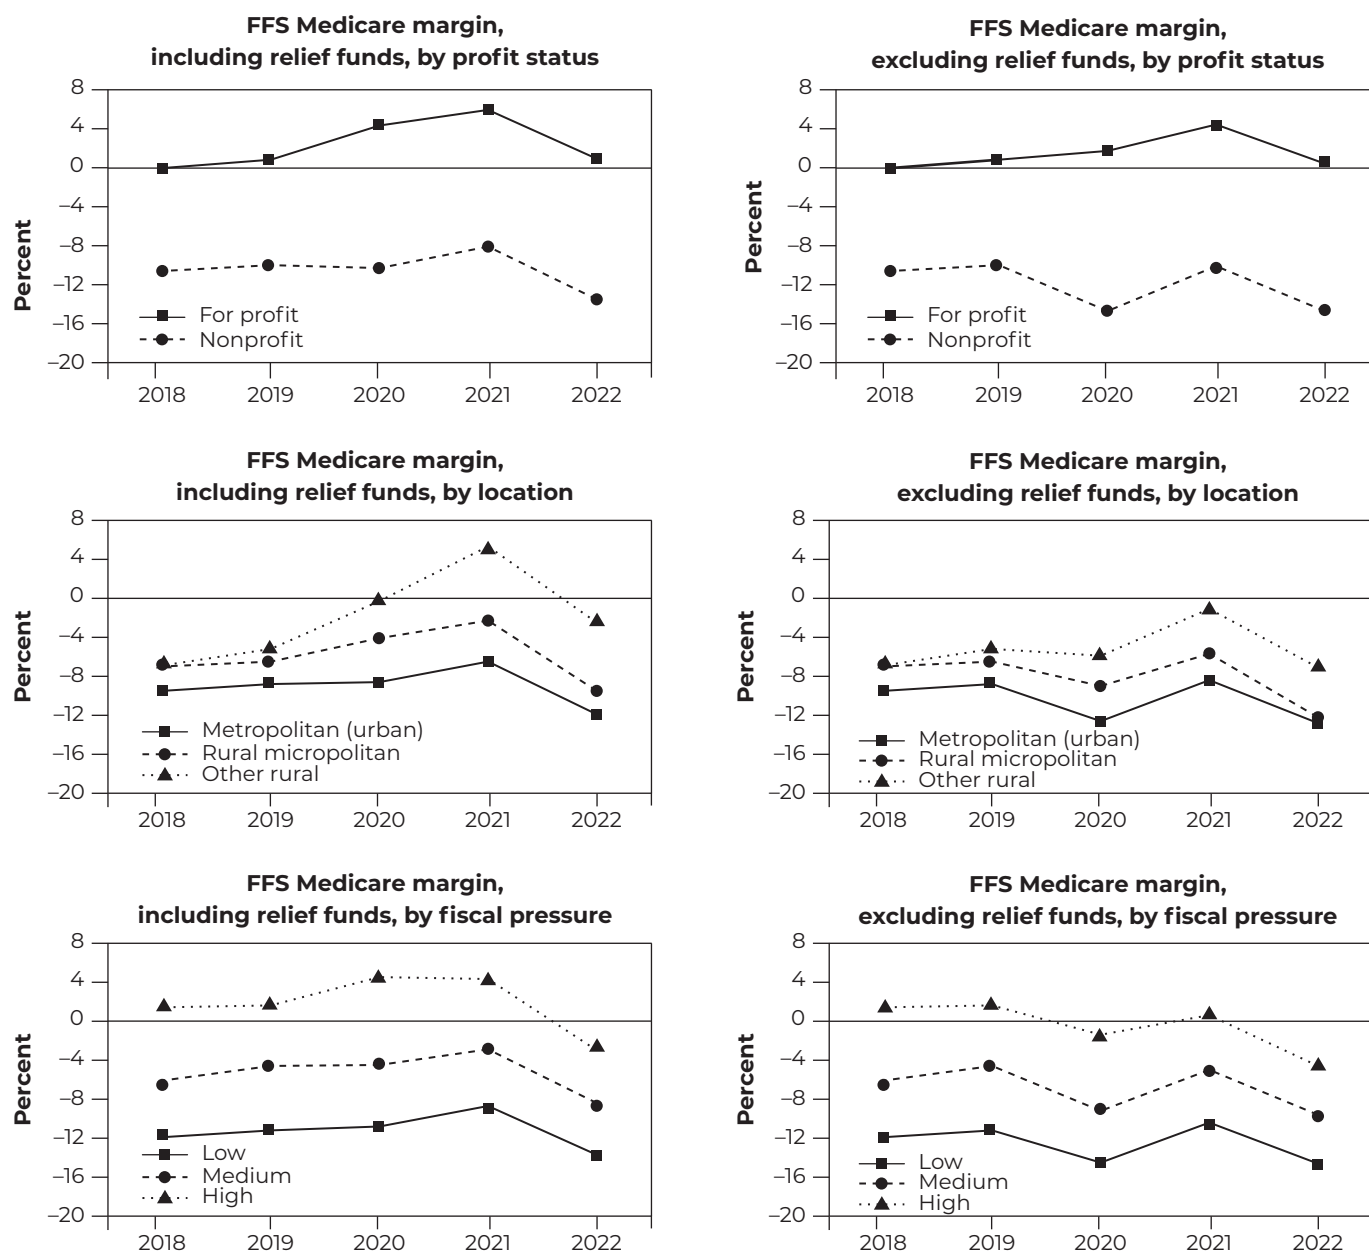 FFS Medicare margin,
including relief funds, by profit status
8
4
0
–4
–8
–12
–16
–20
Percent
For profit
Nonprofit
2018 2019 2020 2021 2022
FFS Medicare margin,
excluding relief funds, by profit status
8
4
0
–4
–8
–12
–16
–20
Percent
For profit
Nonprofit
2018 2019 2020 2021 2022
FFS Medicare margin,
including relief funds, by location
8
4
0
–4
–8
–12
–16
–20
Percent
Metropolitan (urban)
Rural micropolitan
Other rural
2018 2019 2020 2021 2022
FFS Medicare margin,
excluding relief funds, by location
8
4
0
–4
–8
–12
–16
–20
Percent
Metropolitan (urban)
Rural micropolitan
Other rural
2018 2019 2020 2021 2022
FFS Medicare margin,
including relief funds, by fiscal pressure
8
4
0
–4
–8
–12
–16
–20
Percent
Low
Medium
High
2018 2019 2020 2021 2022
FFS Medicare margin,
excluding relief funds, by fiscal pressure
8
4
0
–4
–8
–12
–16
–20
Percent
Low
Medium
High
2018 2019 2020 2021 2022